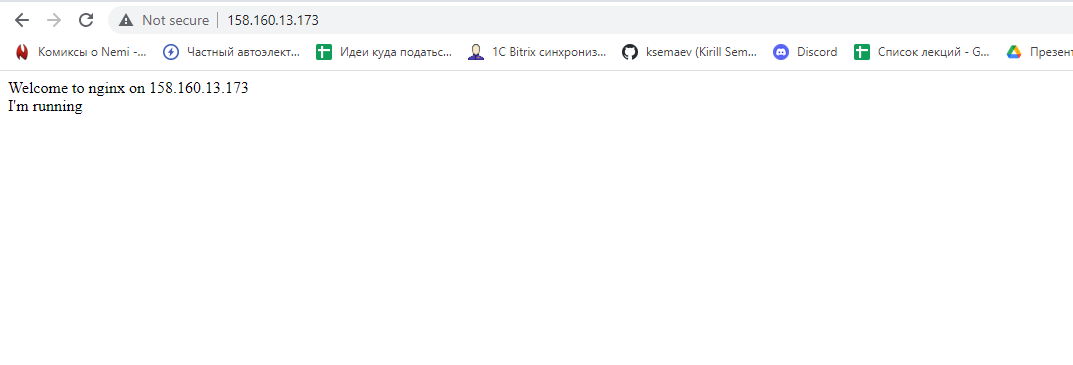 Not secure 158.160.13.173
Комиксы о Nemi -... Частный автоэлект... Идеи куда податьс... 1C Bitrix синхрониз... ksemaev (Kirill Sem... Discord Список лекций - G... Презент
Welcome to nginx on 158.160.13.173
I'm running